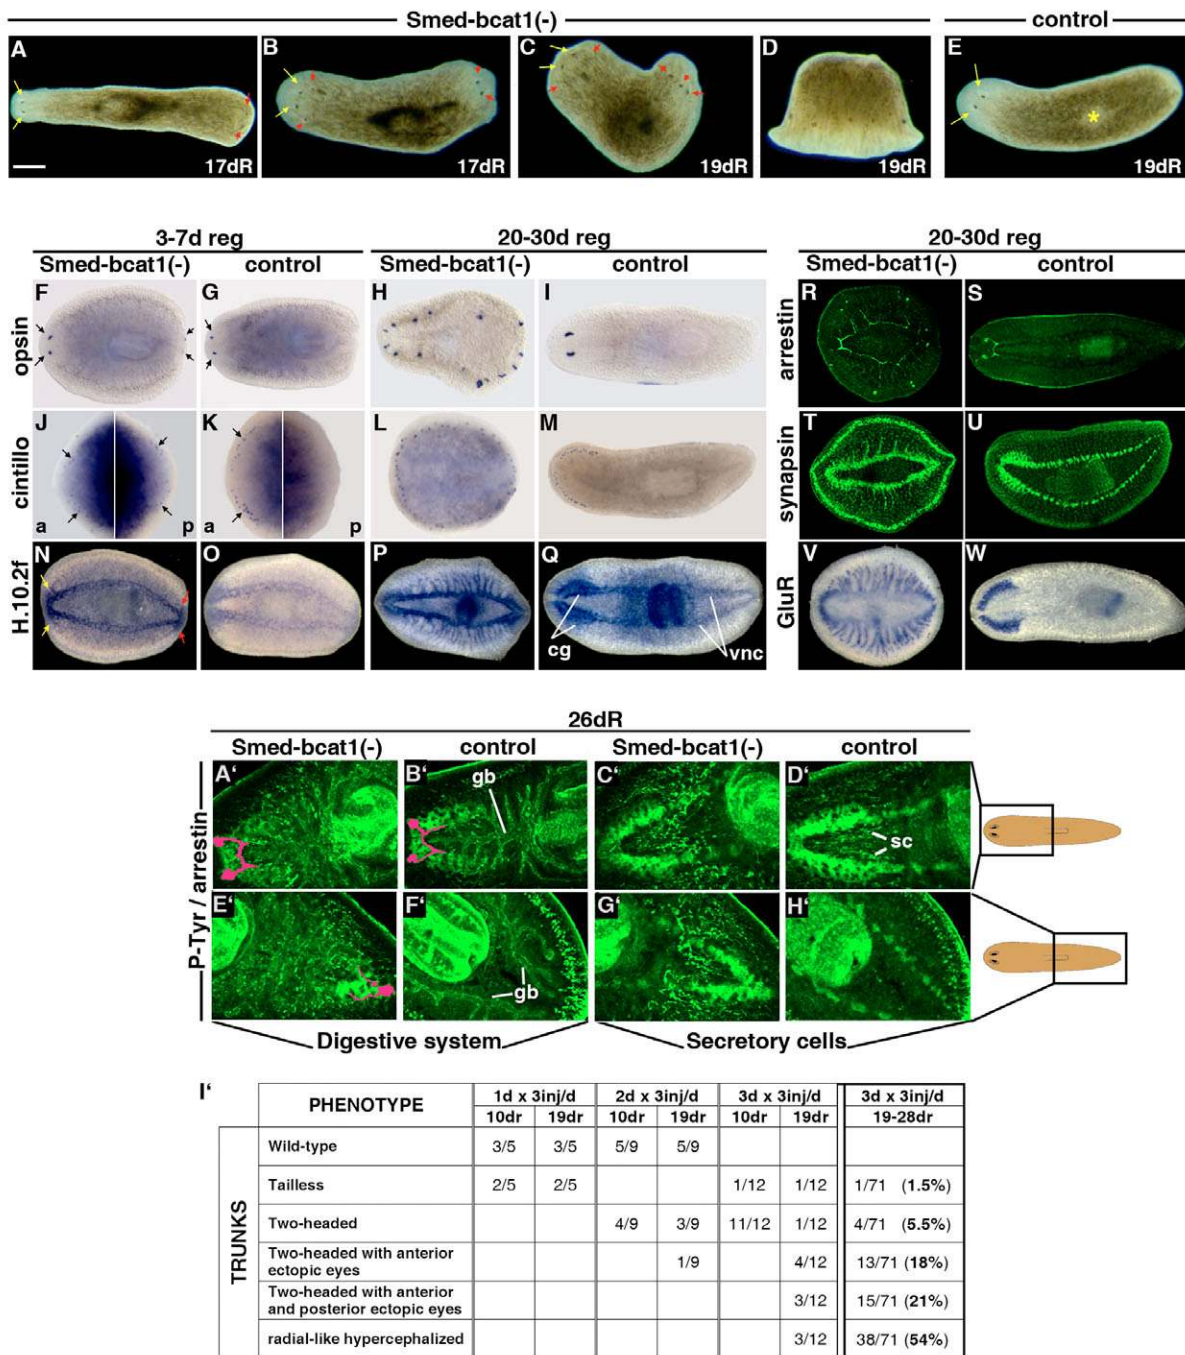 Smed-bcat1(-) control
A B C D E
17dR 17dR 19dR 19dR 19dR
3-7d reg 20-30d reg 20-30d reg
Smed-bcat1(-) control Smed-bcat1(-) control Smed-bcat1(-) control
opsin F G H I arrestin R S
cintillo J K L M synapsin T U
a p a p
H.10.2f N O P Q GluR V W
cg vnc
26dR
Smed-bcat1(-) control Smed-bcat1(-) control
P-Tyr / arrestin
A' B' gb C' D' sc
E' F' gb G' H'
Digestive system Secretory cells
I'
PHENOTYPE 1d x 3inj/d 2d x 3inj/d 3d x 3inj/d 3d x 3inj/d
10dr 19dr 10dr 19dr 10dr 19dr 19-28dr
TRUNKS
Wild-type 3/5 3/5 5/9 5/9
Tailless 2/5 2/5 1/12 1/12 1/71 (1.5%)
Two-headed 4/9 3/9 11/12 1/12 4/71 (5.5%)
Two-headed with anterior
ectopic eyes 1/9 4/12 13/71 (18%)
Two-headed with anterior
and posterior ectopic eyes 3/12 15/71 (21%)
radial-like hypercephalized 3/12 38/71 (54%)